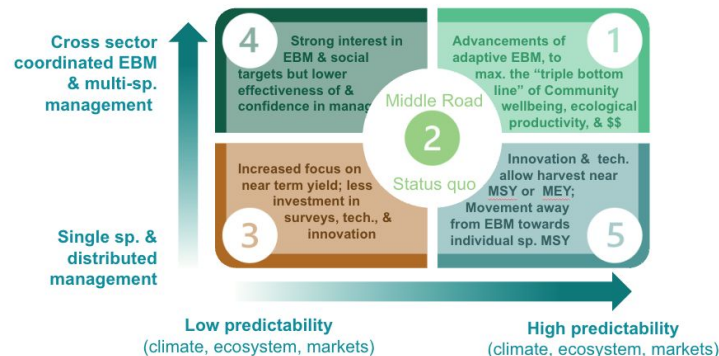 Cross sector
coordinated EBM
& multi-sp.
management
4
Strong interest in
EBM & social
targets but lower
effectiveness of &
confidence in
1
Advancements of
adaptive EBM, to
max. the “triple bottom
line” of Community
wellbeing, ecological
productivity, & $$
Middle Road
2
Status quo
Increased focus on
near term yield; less
investment in
surveys, tech., &
innovation
3
Innovation & tech.
allow harvest near
MSY or MEY;
Movement away
from EBM towards
individual sp. MSY
5
Single sp. &
distributed
management
Low predictability
(climate, ecosystem, markets)
High predictability
(climate, ecosystem, markets)